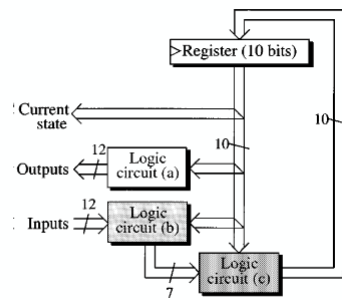 Register (10 bits)
Current
state
10
10
12
Outputs
Logic
circuit (a)
12
Inputs
Logic
circuit (b)
7
Logic
circuit (c)